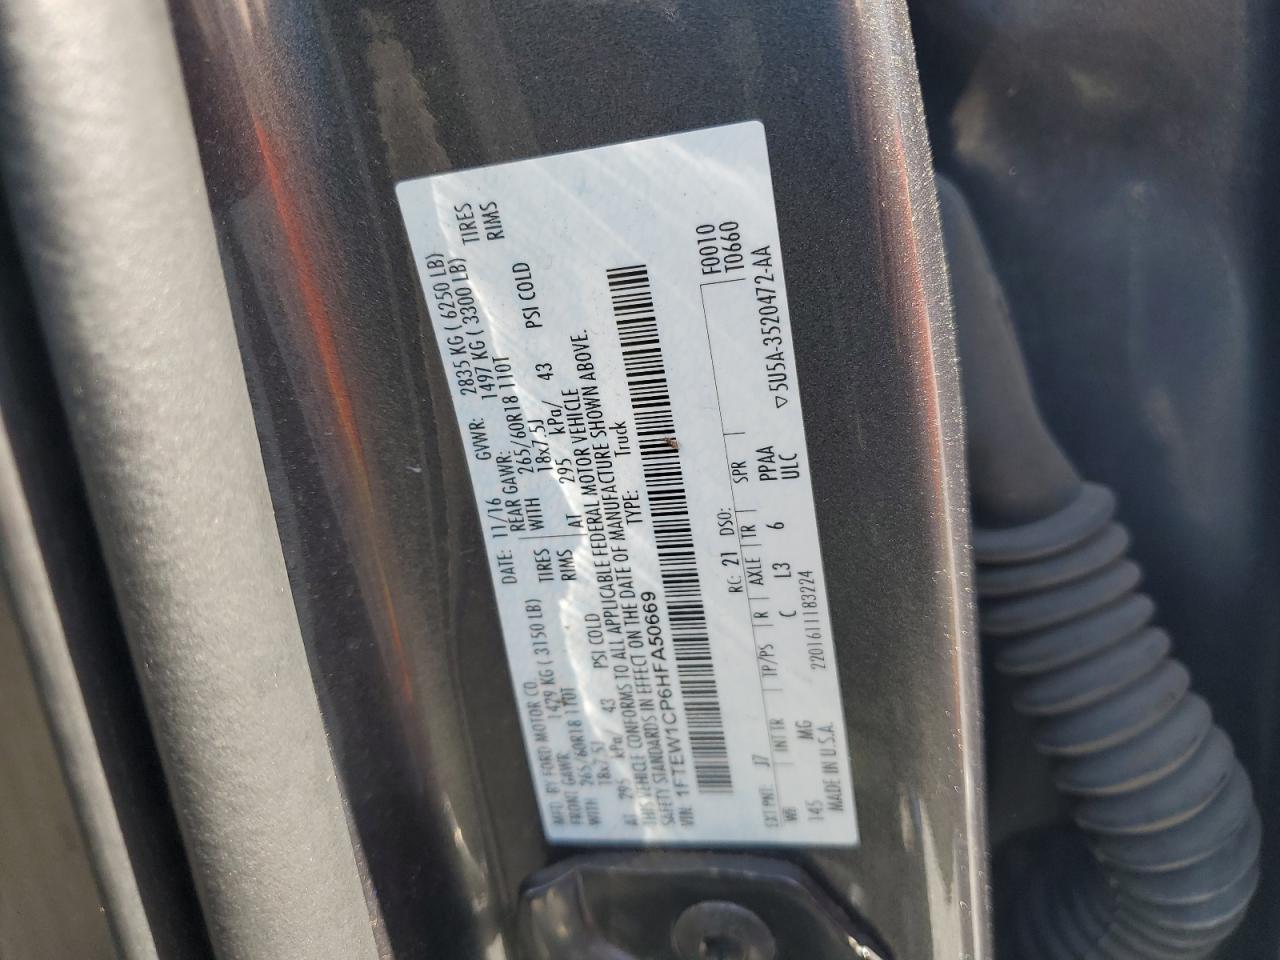 MFD. BY FORD MOTOR CO. DATE: 11/16 GVWR: 2835 KG ( 6250 LB)
FRONT GAWR: 1429 KG ( 3150 LB) REAR GAWR: 1497 KG ( 3300 LB)
WITH 265/60R18 110T TIRES WITH 265/60R18 110T TIRES
18x7.5J RIMS 18x7.5J RIMS
AT 295 kPa/ 43 PSI COLD AT 295 kPa/ 43 PSI COLD
THIS VEHICLE CONFORMS TO ALL APPLICABLE FEDERAL MOTOR VEHICLE
SAFETY STANDARDS IN EFFECT ON THE DATE OF MANUFACTURE SHOWN ABOVE.
VIN: 1FTEW1CP6HFA50669 TYPE: Truck
F0010
T0660
EXT PNT: J7 RC: 21 DSO:
WB INT TR TP/PS R AXLE TR SPR
145 MG C L3 6 PPAA
MADE IN U.S.A. 2201611183224 ULC ▽5U5A-3520472-AA